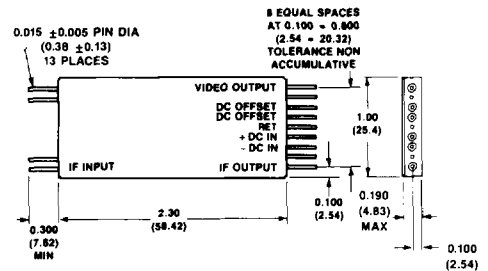 8 EQUAL SPACES
AT 0.100 = 0.800
(2.54 = 20.32)
TOLERANCE NON
ACCUMULATIVE
0.015 ±0.005 PIN DIA
(0.38 ±0.13)
13 PLACES
VIDEO OUTPUT
DC OFFSET
DC OFFSET
RET
+ DC IN
- DC IN
IF INPUT
IF OUTPUT
1.00
(25.4)
0.300
(7.62)
MIN
2.30
(58.42)
0.100
(2.54)
0.190
(4.83)
MAX
0.100
(2.54)